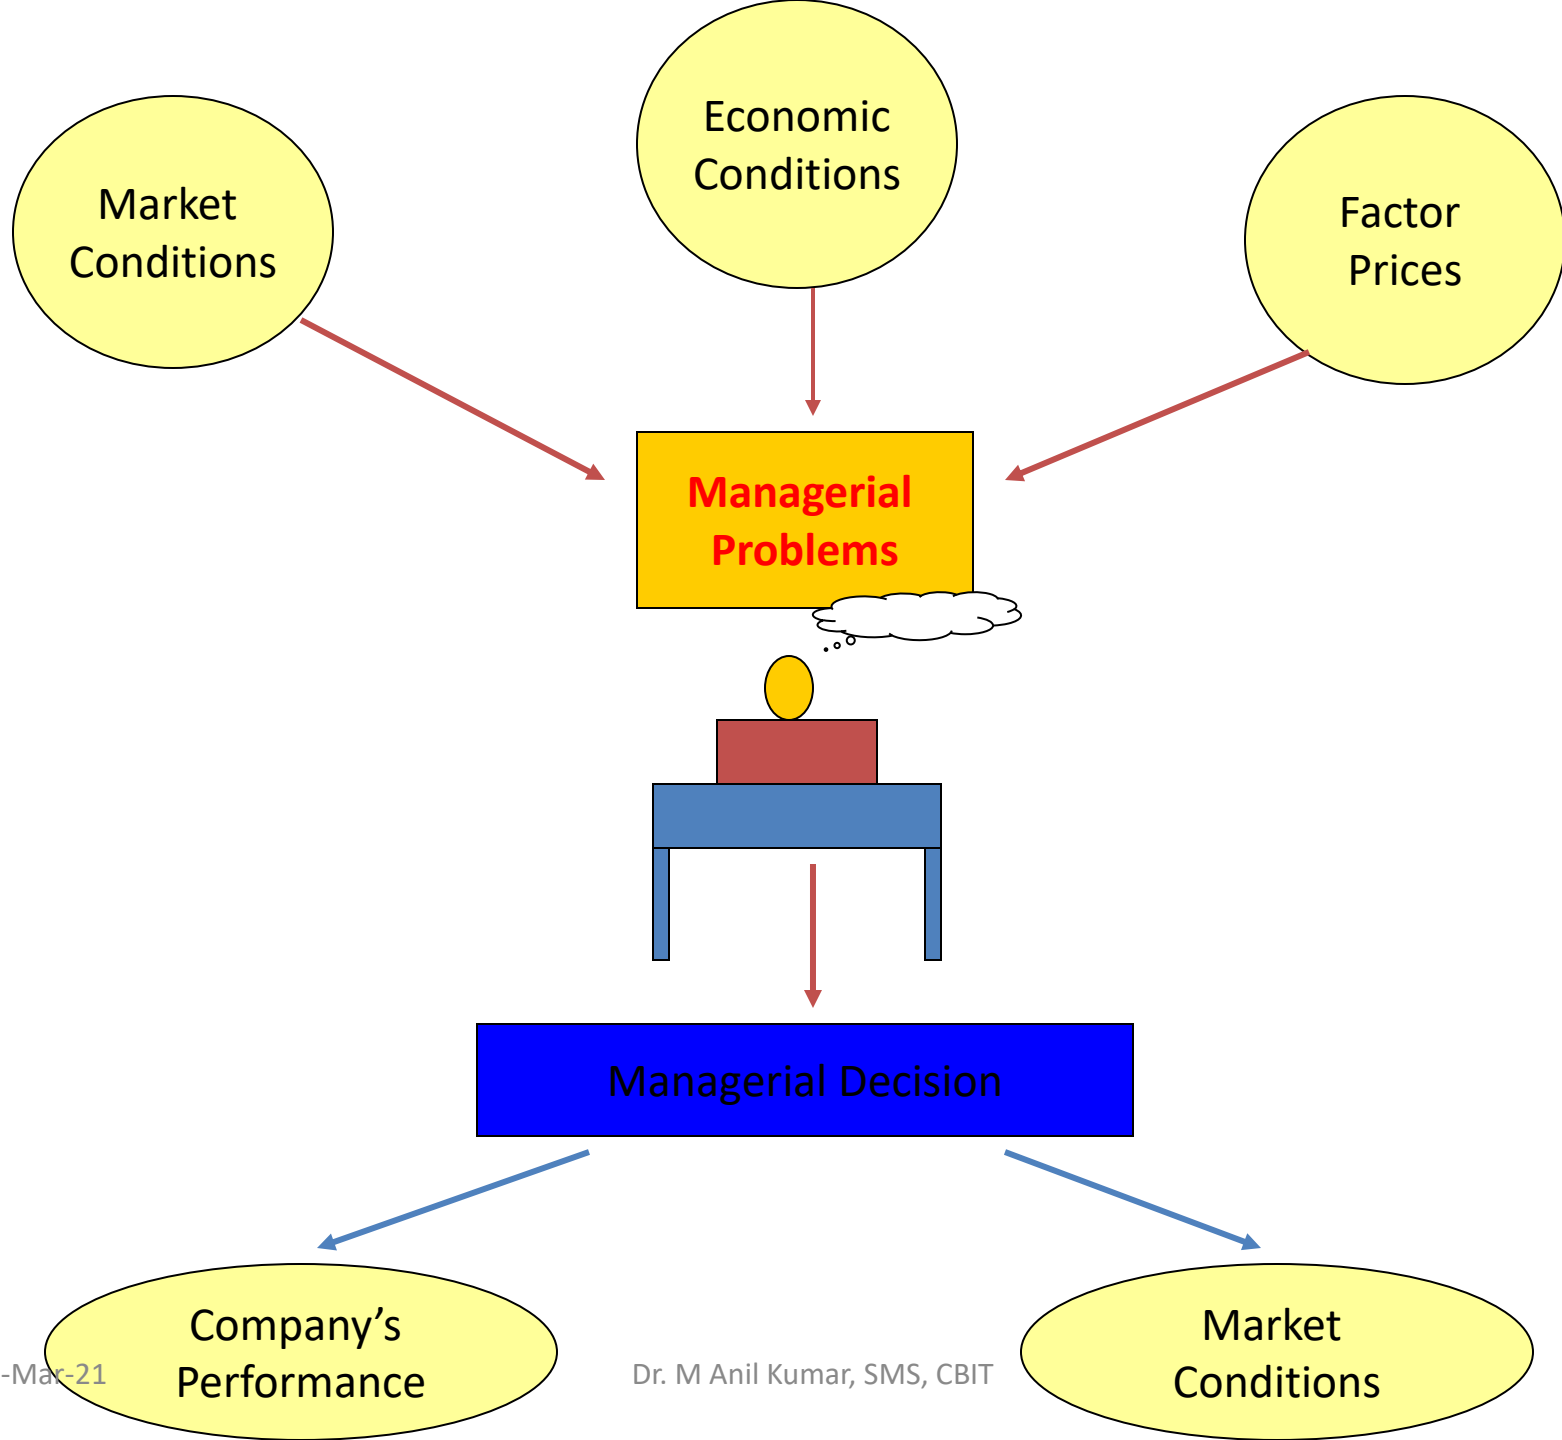 Economic
Conditions
Market
Conditions
Factor
Prices
Managerial
Problems
Managerial Decision
Company’s
Performance
Market
Conditions
-Mar-21
Dr. M Anil Kumar, SMS, CBIT